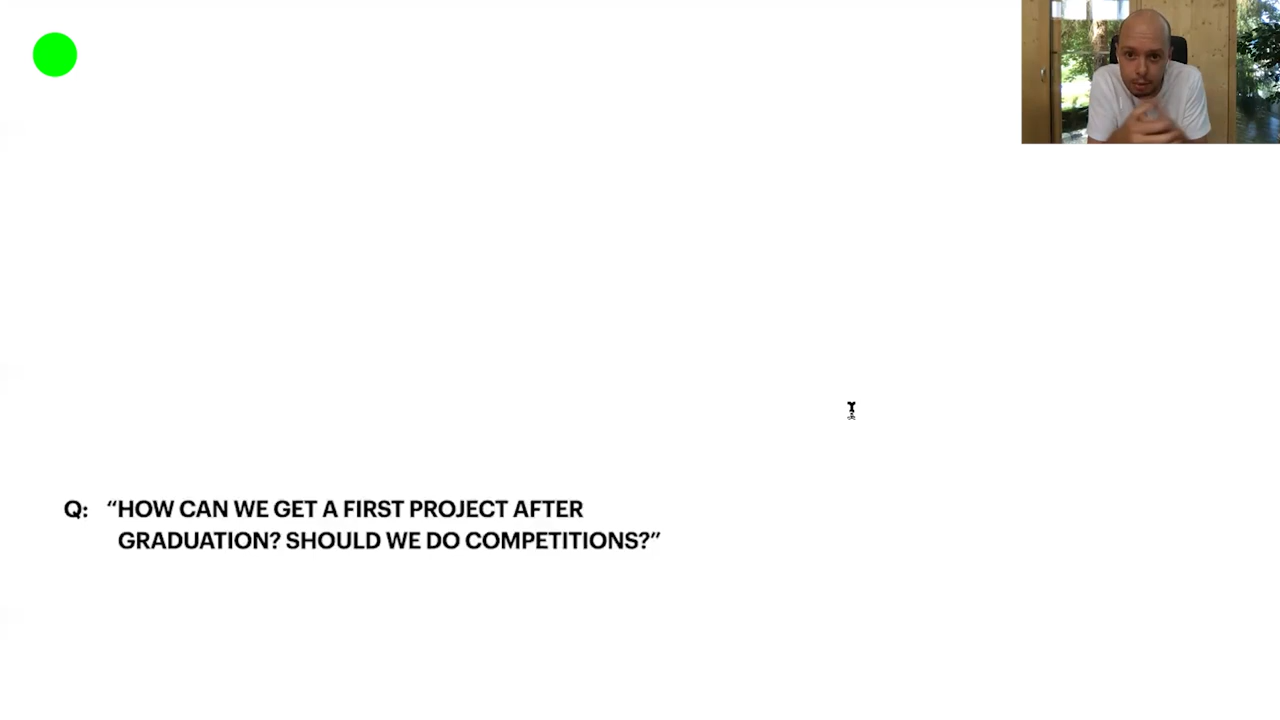 Q: “HOW CAN WE GET A FIRST PROJECT AFTER
GRADUATION? SHOULD WE DO COMPETITIONS?”